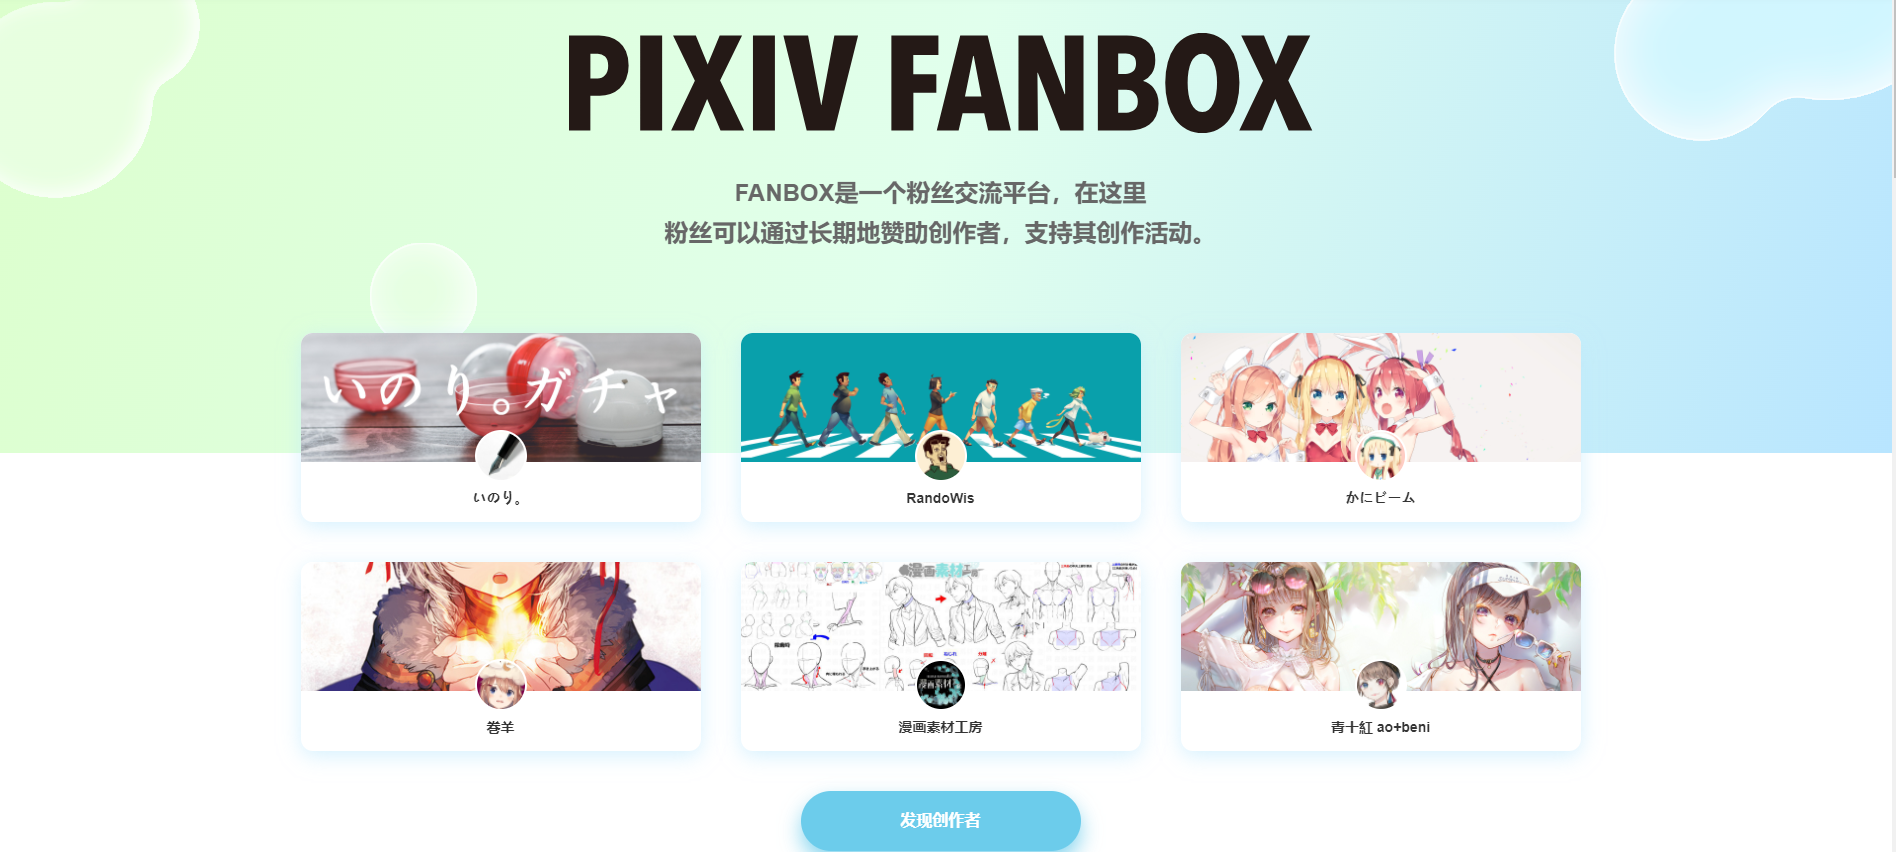 PIXIV FANBOX
FANBOX是一个粉丝交流平台，在这里
粉丝可以通过长期地赞助创作者，支持其创作活动。
いのり。ガチャ
いのり。
RandoWis
かにビーム
漫画素材工房
巻羊
漫画素材工房
青十紅 ao+beni
发现创作者